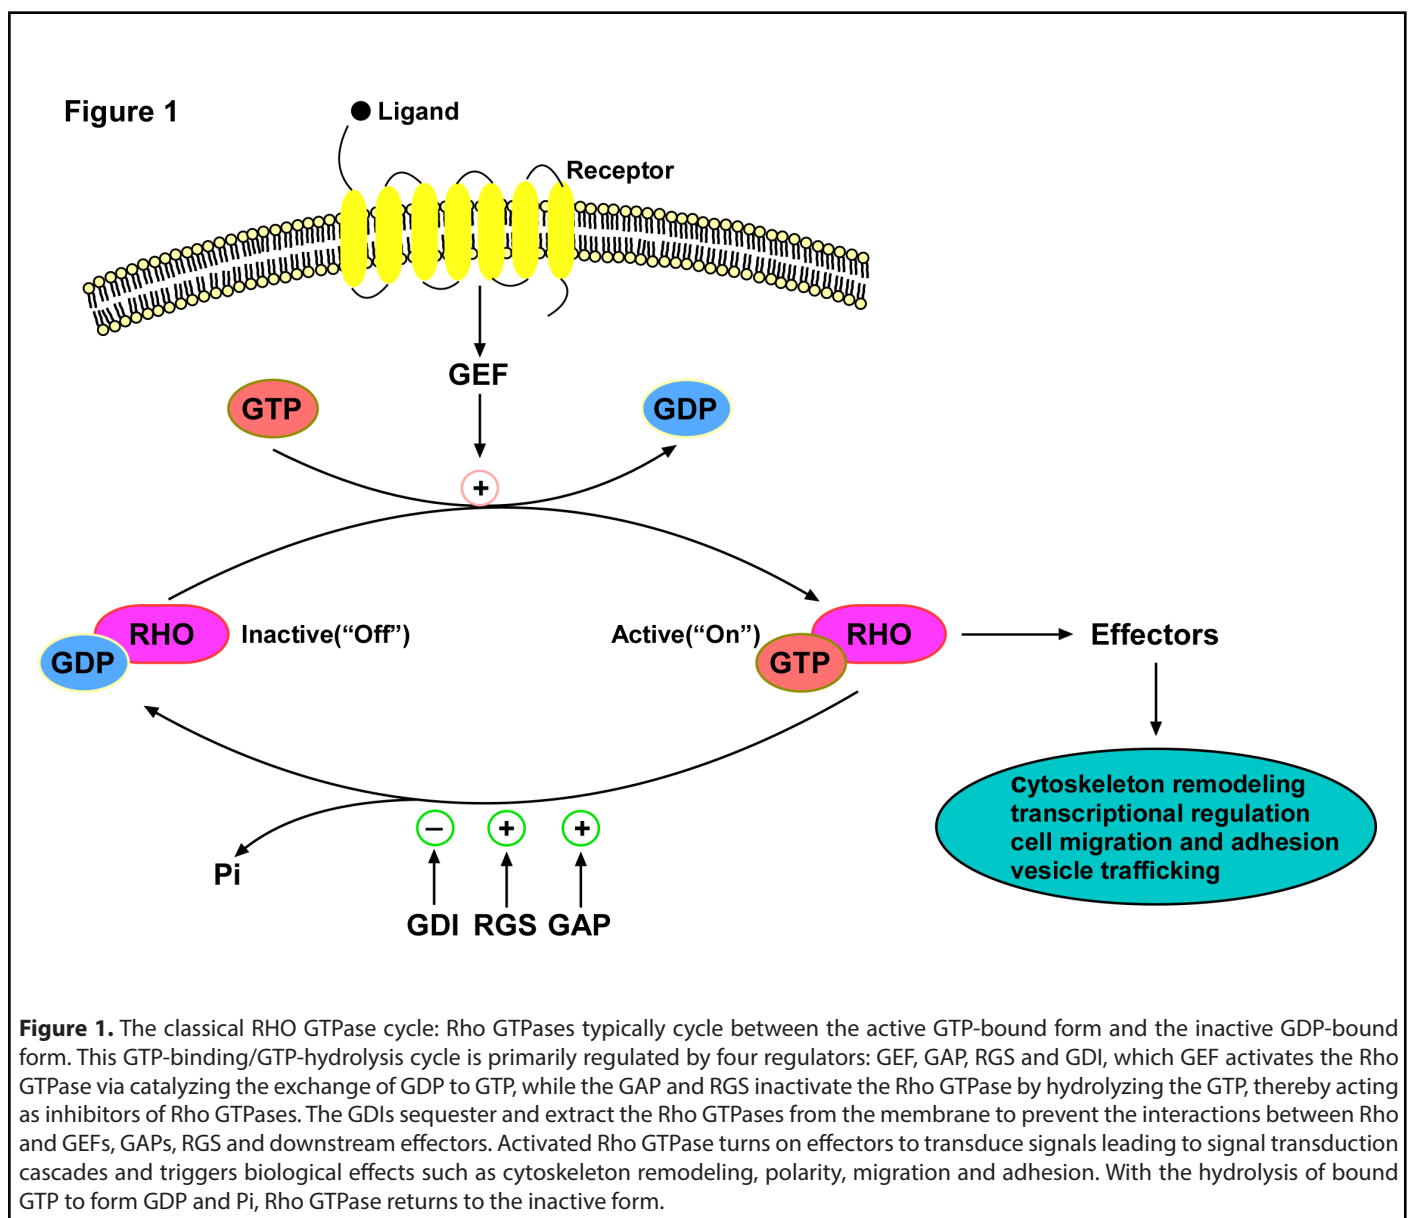 Figure 1
Ligand
Receptor
GEF
GTP
GDP
+
RHO
GDP
Inactive(“Off”)
Active(“On”)
RHO
GTP
Effectors
Cytoskeleton remodeling
transcriptional regulation
cell migration and adhesion
vesicle trafficking
−
+
+
Pi
GDI
RGS
GAP
Figure 1. The classical RHO GTPase cycle: Rho GTPases typically cycle between the active GTP-bound form and the inactive GDP-bound
form. This GTP-binding/GTP-hydrolysis cycle is primarily regulated by four regulators: GEF, GAP, RGS and GDI, which GEF activates the Rho
GTPase via catalyzing the exchange of GDP to GTP, while the GAP and RGS inactivate the Rho GTPase by hydrolyzing the GTP, thereby acting
as inhibitors of Rho GTPases. The GDIs sequester and extract the Rho GTPases from the membrane to prevent the interactions between Rho
and GEFs, GAPs, RGS and downstream effectors. Activated Rho GTPase turns on effectors to transduce signals leading to signal transduction
cascades and triggers biological effects such as cytoskeleton remodeling, polarity, migration and adhesion. With the hydrolysis of bound
GTP to form GDP and Pi, Rho GTPase returns to the inactive form.